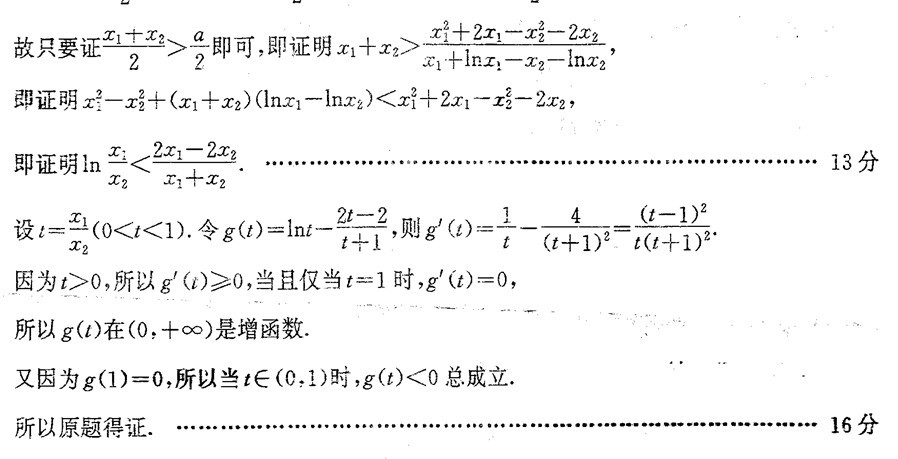 故只要证\frac{x_1+x_2}{2}>\frac{a}{2}即可,即证明 x_1+x_2>\frac{x_1^2+2x_1-x_2^2-2x_2}{x_1+\ln x_1-x_2-\ln x_2},
即证明 x_1^2-x_2^2+(x_1+x_2)(\ln x_1-\ln x_2)<x_1^2+2x_1-x_2^2-2x_2,
即证明 \ln\frac{x_1}{x_2}<\frac{2x_1-2x_2}{x_1+x_2}. …………………………………………………… 13 分
设 t=\frac{x_1}{x_2}(0<t<1). 令 g(t)=\ln t-\frac{2t-2}{t+1},则 g′(t)=\frac{1}{t}-\frac{4}{(t+1)^2}=\frac{(t-1)^2}{t(t+1)^2}.
因为 t>0,所以 g′(t)≥0,当且仅当 t=1 时,g′(t)=0,
所以 g(t)在(0,+∞)是增函数.
又因为 g(1)=0,所以当 t∈(0,1)时,g(t)<0 总成立.
所以原题得证. …………………………………………………… 16 分